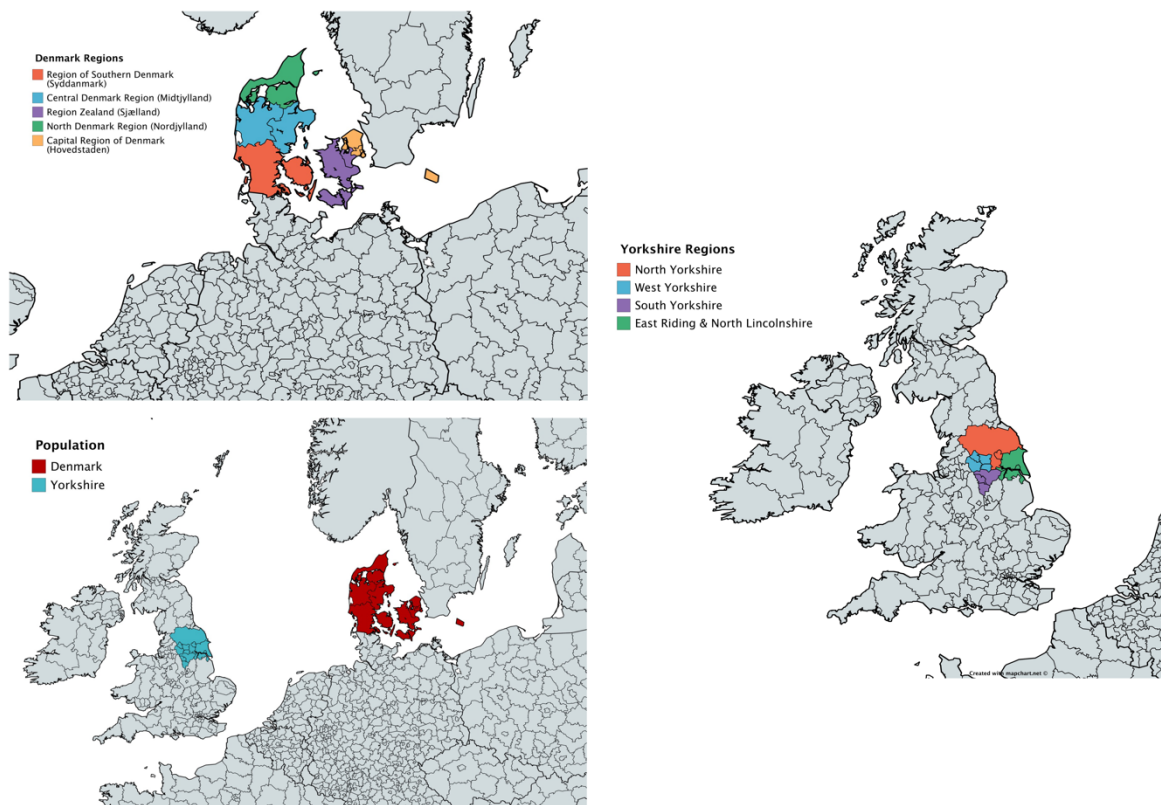 Denmark Regions
Region of Southern Denmark
(Syddanmark)
Central Denmark Region (Midtjylland)
Region Zealand (Sjælland)
North Denmark Region (Nordjylland)
Capital Region of Denmark
(Hovedstaden)
Population
Denmark
Yorkshire
Yorkshire Regions
North Yorkshire
West Yorkshire
South Yorkshire
East Riding & North Lincolnshire
Created with mapchart.net ©